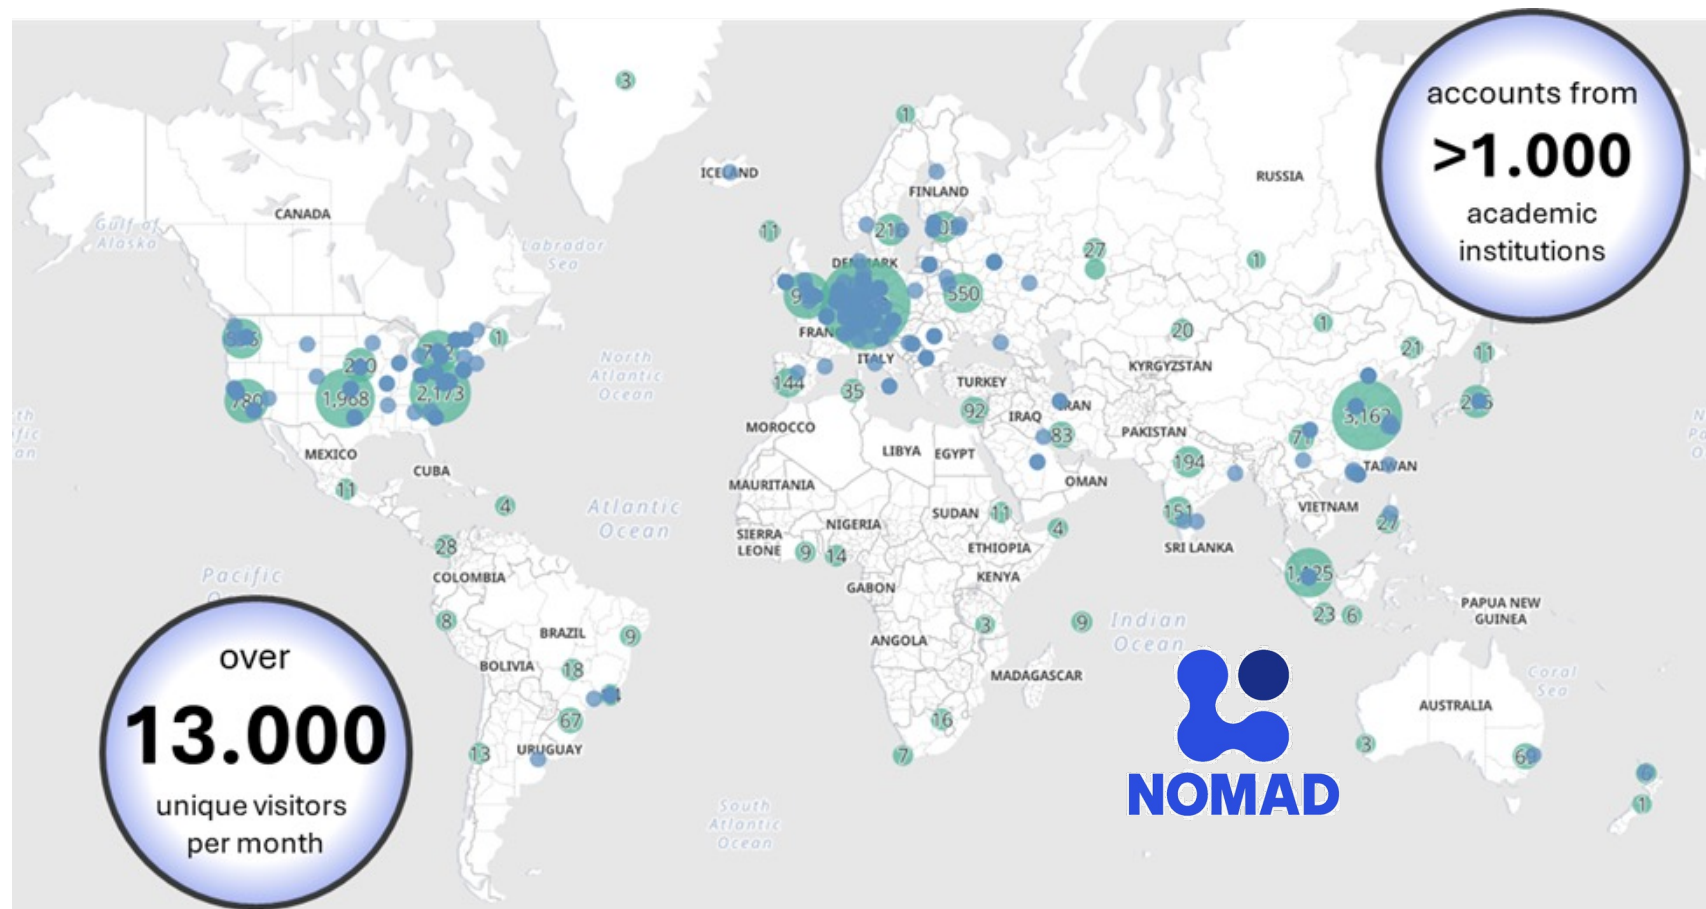 3
1
accounts from
>1.000
academic
institutions
ICELAND
FINLAND
RUSSIA
CANADA
Gulf of
Alaska
Labrador
Sea
11
216
27
1
DENMARK
550
1
20
1
21
11
ITALY
North
Atlantic
Ocean
KYRGYZSTAN
144
35
TURKEY
780
1,968
2,173
92
IRAQ
IRAN
83
PAKISTAN
3,162
MOROCCO
LIBYA
EGYPT
194
TAIWAN
MEXICO
CUBA
MAURITANIA
OMAN
11
4
Atlantic
Ocean
SUDAN
11
4
151
VIETNAM
27
NIGERIA
SIERRA
LEONE
9
14
ETHIOPIA
SRI LANKA
28
COLOMBIA
Pacific
GABON
KENYA
8
BRAZIL
9
ANGOLA
3
9
Indian
Ocean
23
6
PAPUA NEW
GUINEA
BOLIVIA
18
MADAGASCAR
Coral
Sea
67
16
AUSTRALIA
13
URUGUAY
7
3
6
1
over
13.000
unique visitors
per month
South
Atlantic
Ocean
NOMAD